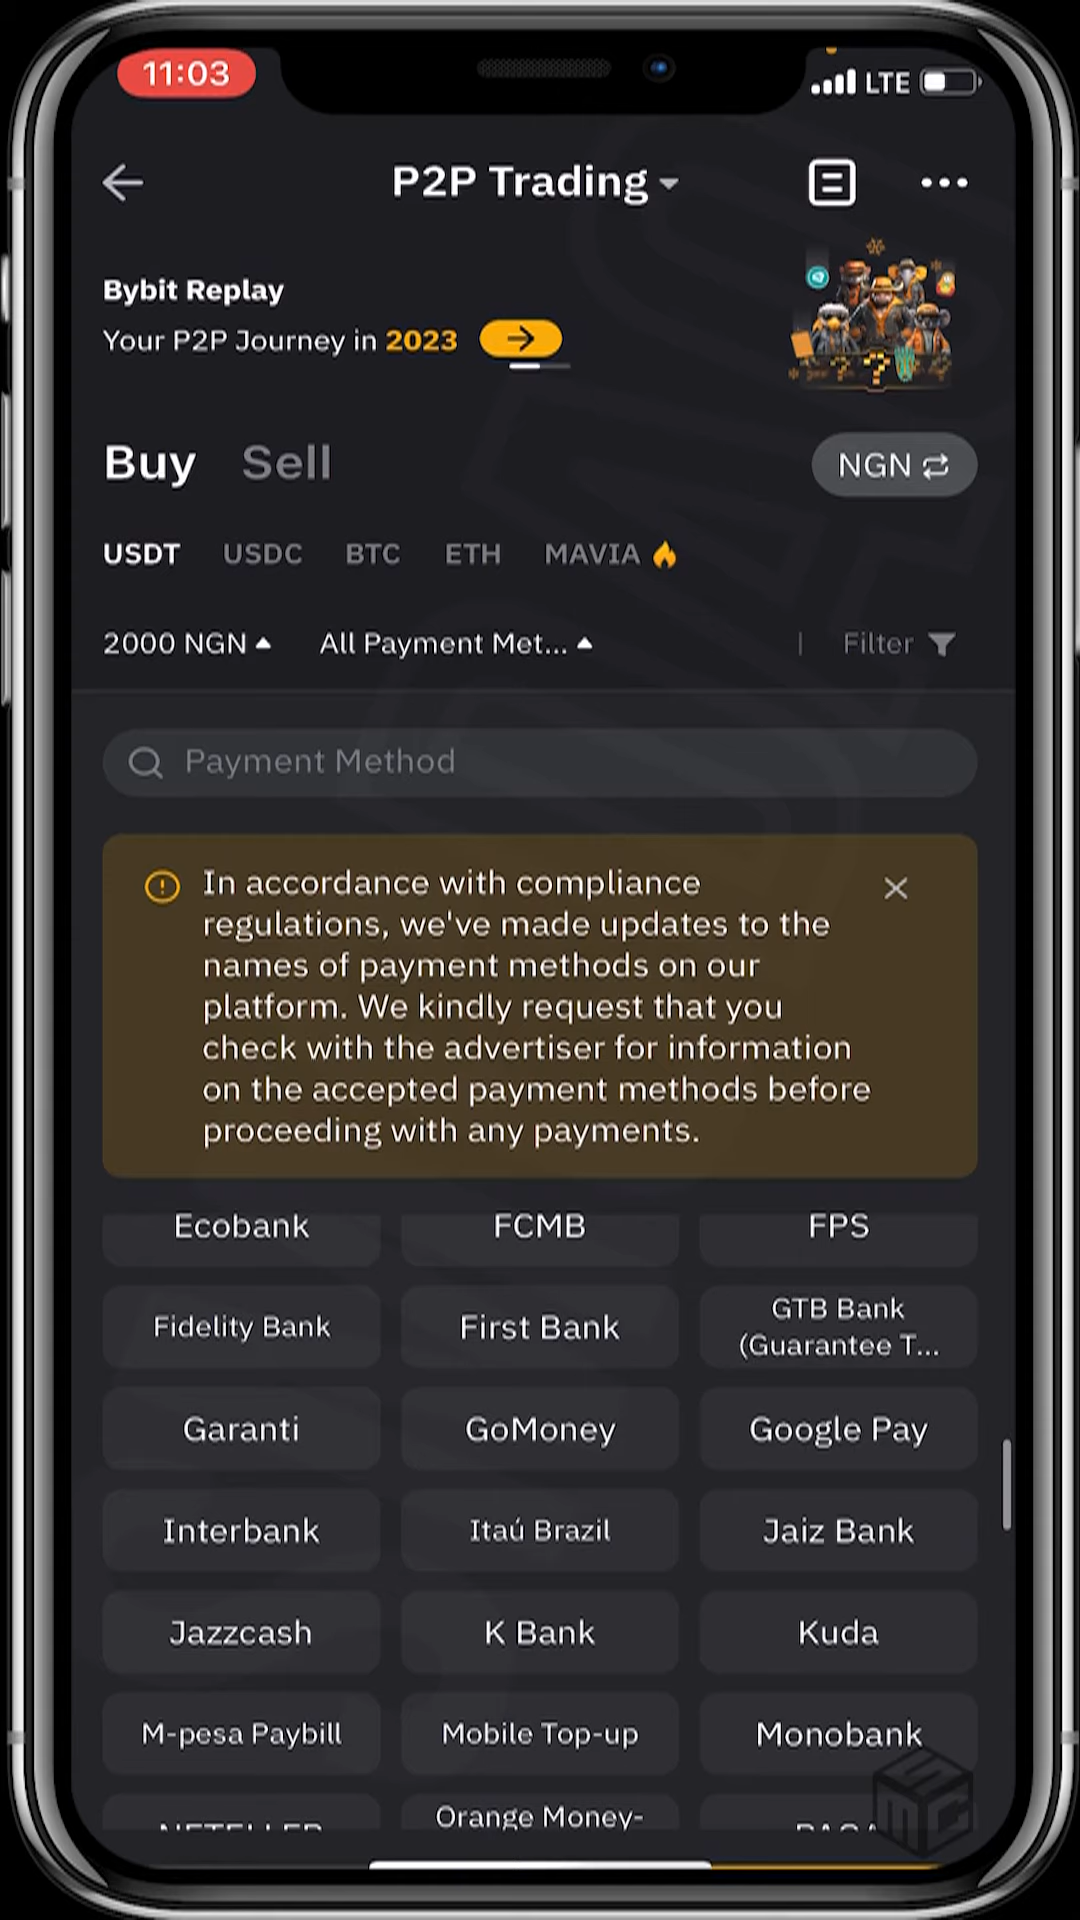 11:03
LTE
P2P Trading
Bybit Replay
Your P2P Journey in 2023
Buy Sell
NGN
USDT USDC BTC ETH MAVIA
2000 NGN All Payment Met... | Filter
Payment Method
In accordance with compliance
regulations, we've made updates to the
names of payment methods on our
platform. We kindly request that you
check with the advertiser for information
on the accepted payment methods before
proceeding with any payments.
Ecobank FCMB FPS
Fidelity Bank First Bank GTB Bank
(Guarantee T...
Garanti GoMoney Google Pay
Interbank Itaú Brazil Jaiz Bank
Jazzcash K Bank Kuda
M-pesa Paybill Mobile Top-up Monobank
NETELLER Orange Money-